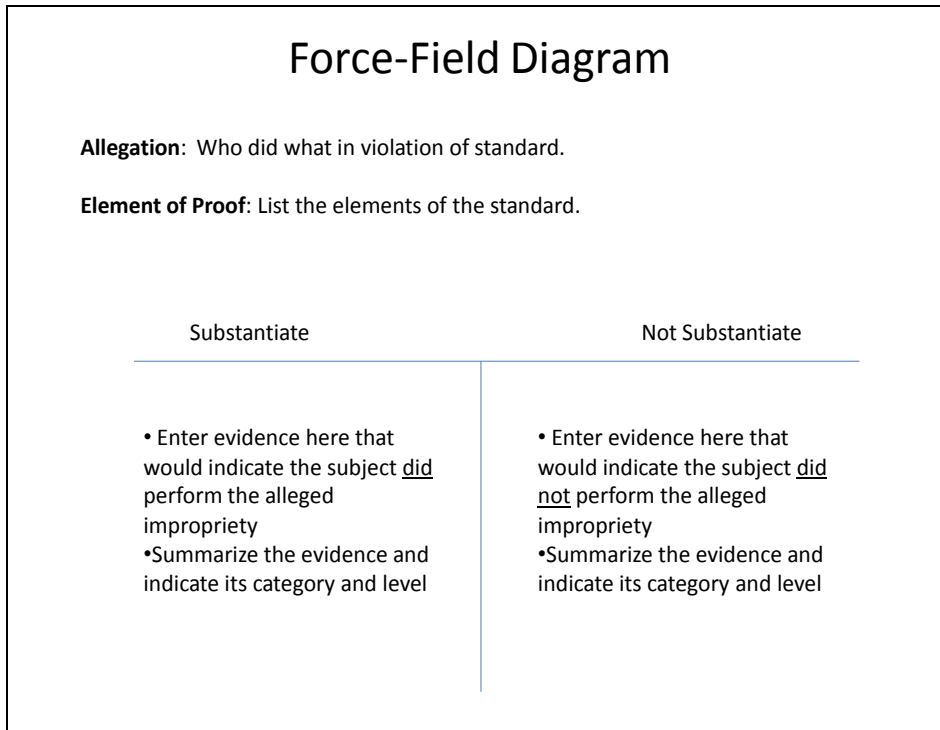 Force-Field Diagram
Allegation: Who did what in violation of standard.
Element of Proof: List the elements of the standard.
Substantiate
Not Substantiate
• Enter evidence here that
would indicate the subject did
perform the alleged
impropriety
•Summarize the evidence and
indicate its category and level
• Enter evidence here that
would indicate the subject did
not perform the alleged
impropriety
•Summarize the evidence and
indicate its category and level